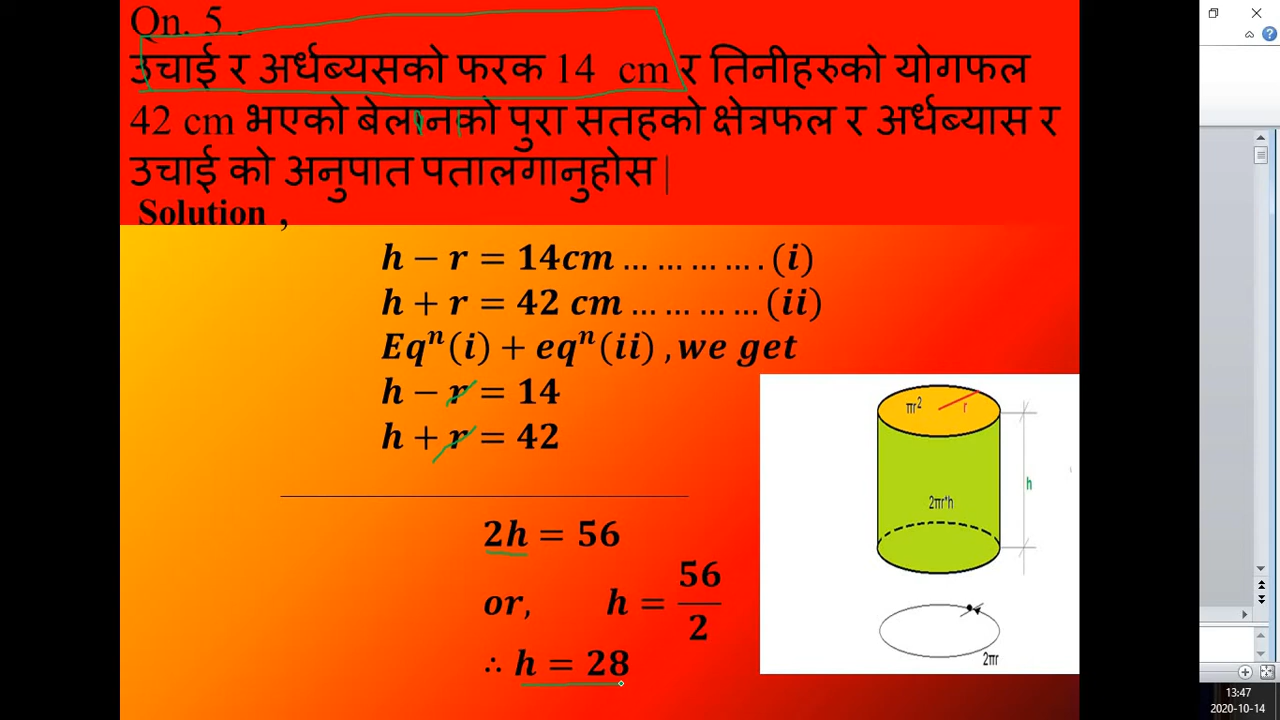 Qn. 5 .
उचाई र अर्धब्यसको फरक 14 cm र तिनीहरुको योगफल
42 cm भएको बेलानको पुरा सतहको क्षेत्रफल र अर्धब्यास र
उचाई को अनुपात पतालगानुहोस |
Solution ,
h − r = 14cm ... ... ... ... . (i)
h + r = 42 cm ... ... ... ... (ii)
Eqⁿ(i) + eqⁿ(ii) , we get
h − r = 14
h + r = 42
2h = 56
or, h = 56/2
∴ h = 28
πr²
r
h
2πr*h
2πr
13:47
2020-10-14